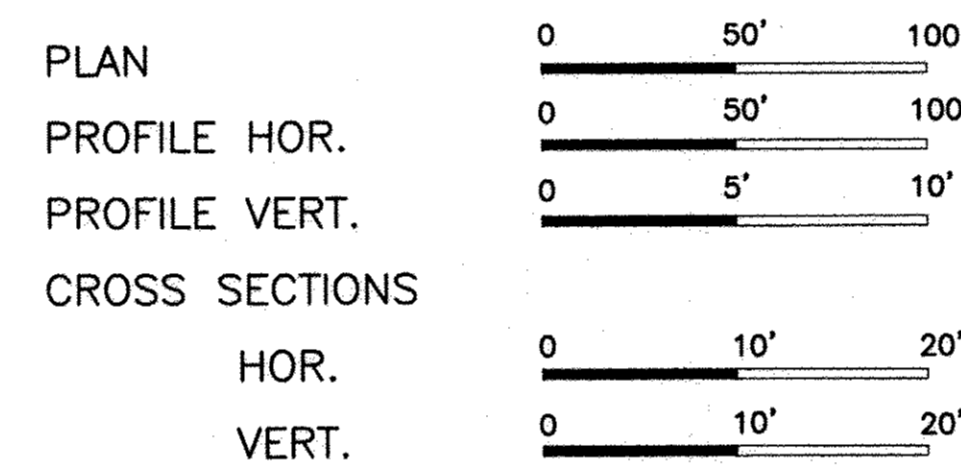 PLAN 0 50' 100
PROFILE HOR. 0 50' 100
PROFILE VERT. 0 5' 10'
CROSS SECTIONS
HOR. 0 10' 20'
VERT. 0 10' 20'